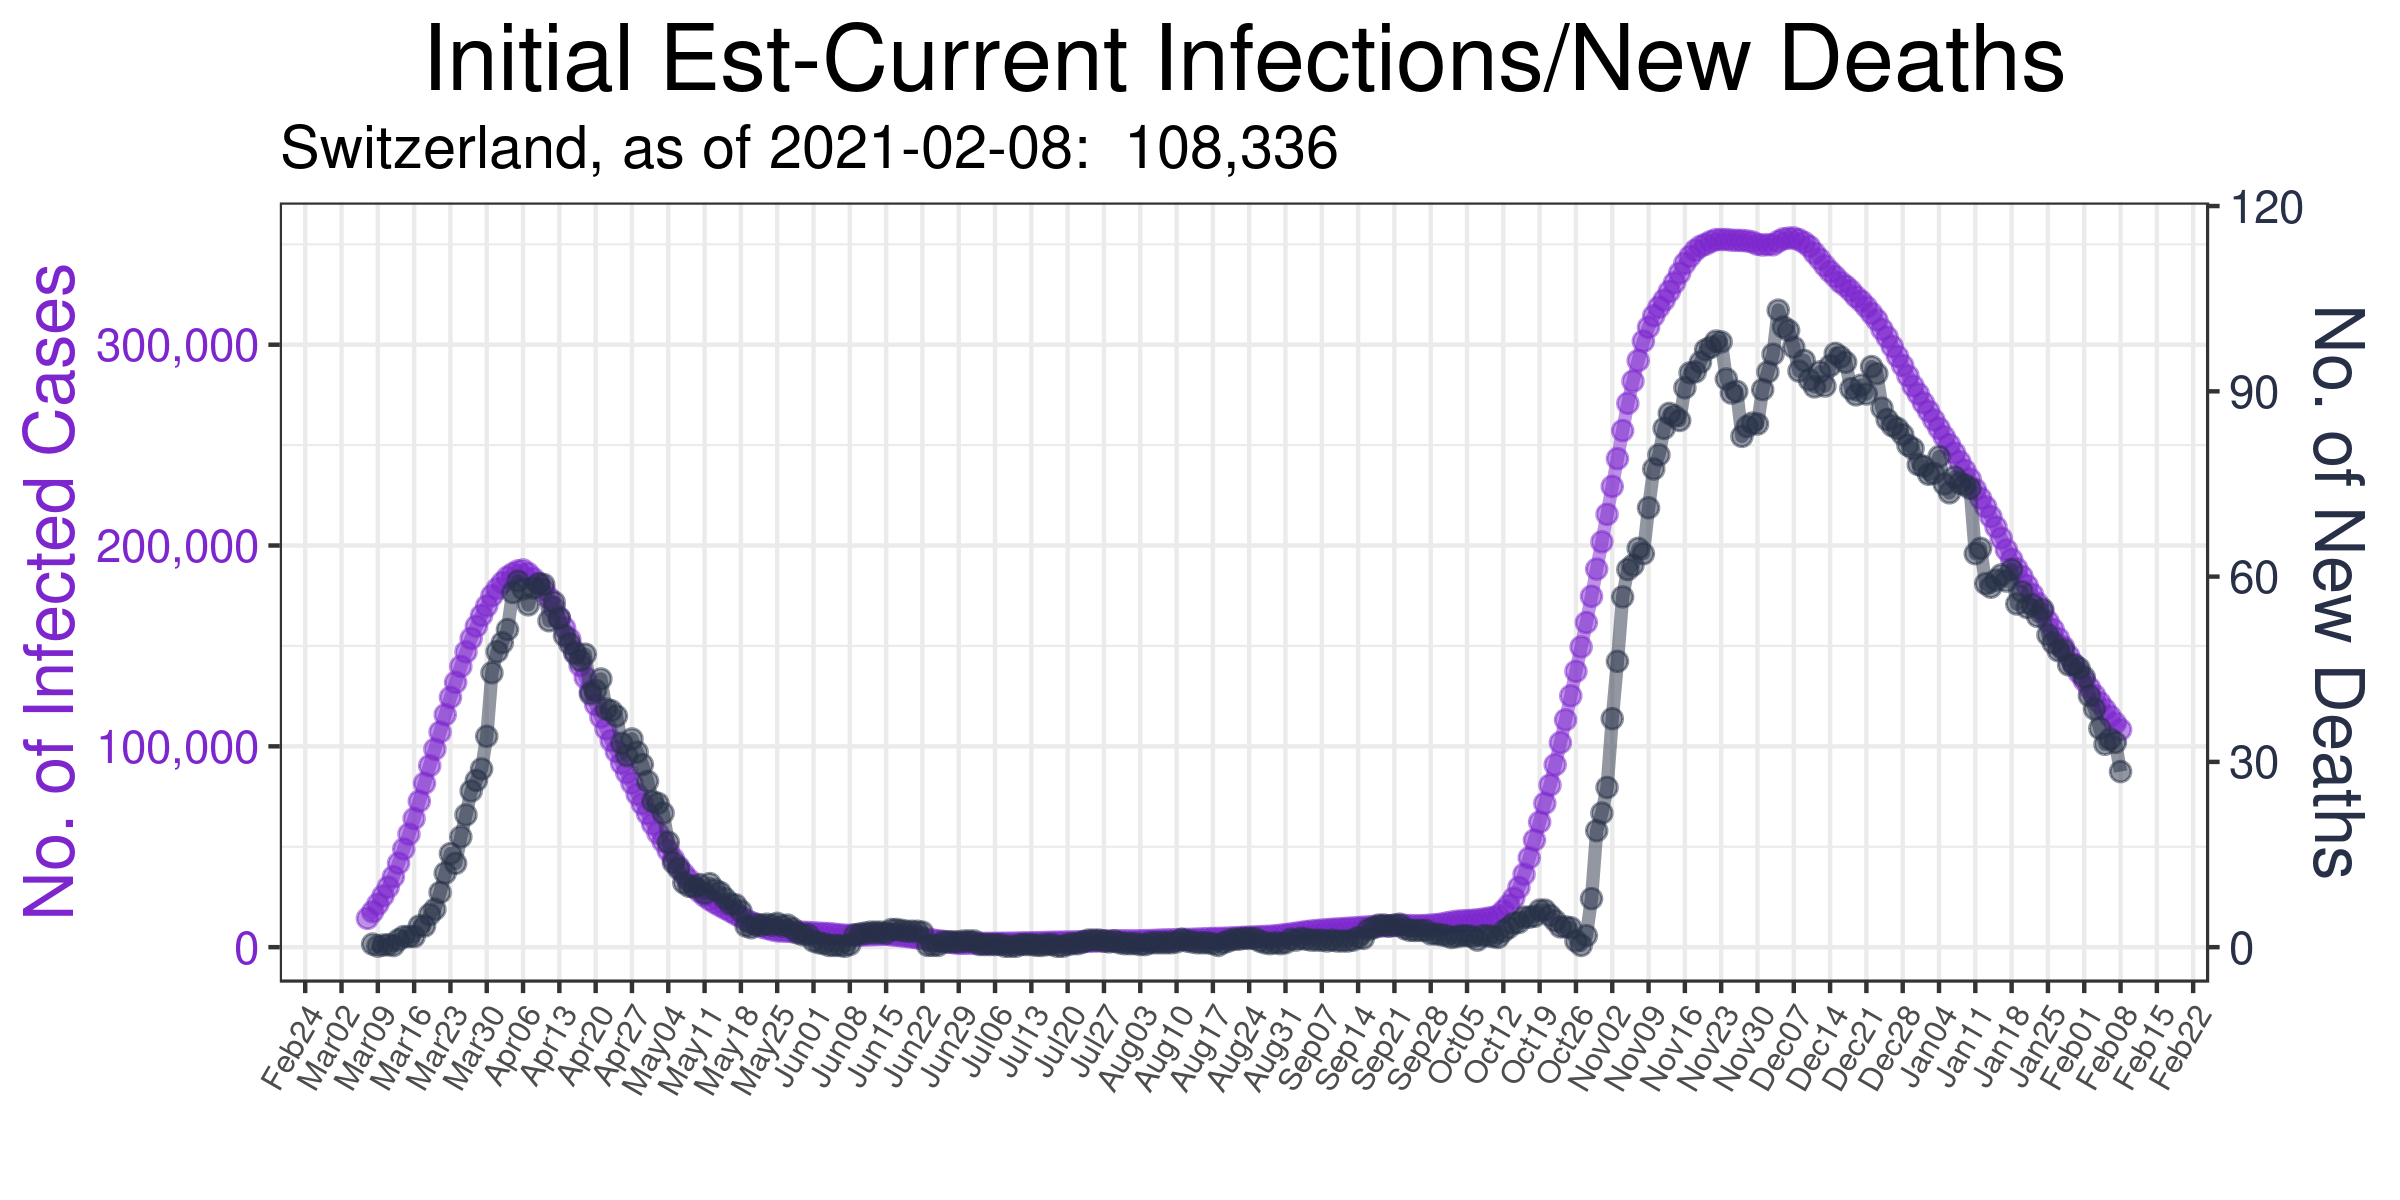 Initial Est-Current Infections/New Deaths
Switzerland, as of 2021-02-08:  108,336
No. of Infected Cases
300,000
200,000
100,000
0
120
90
60
30
0
No. of New Deaths
Feb24
Mar02
Mar09
Mar16
Mar23
Mar30
Apr06
Apr13
Apr20
Apr27
May04
May11
May18
May25
Jun01
Jun08
Jun15
Jun22
Jun29
Jul06
Jul13
Jul20
Jul27
Aug03
Aug10
Aug17
Aug24
Aug31
Sep07
Sep14
Sep21
Sep28
Oct05
Oct12
Oct19
Oct26
Nov02
Nov09
Nov16
Nov23
Nov30
Dec07
Dec14
Dec21
Dec28
Jan04
Jan11
Jan18
Jan25
Feb01
Feb08
Feb15
Feb22